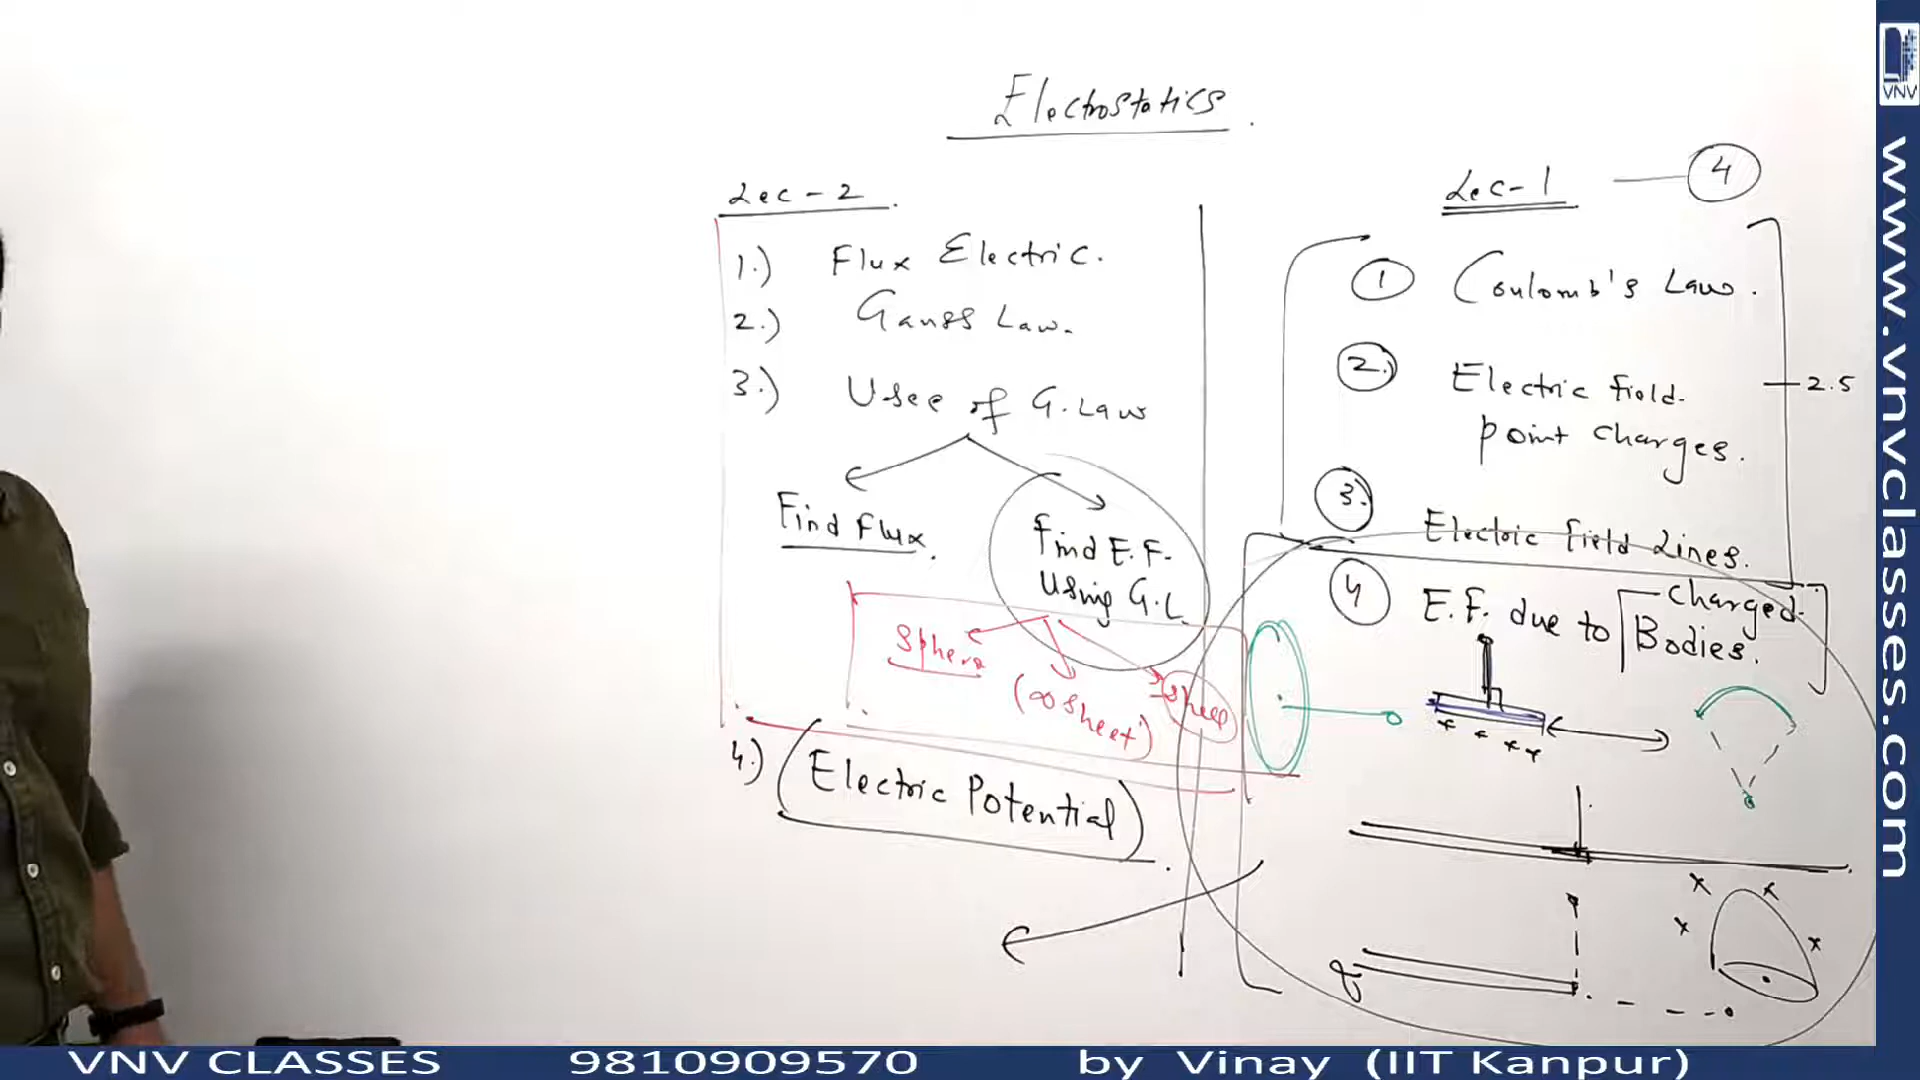 Electrostatics.
Lec - 2.
1.) Flux Electric.
2.) Gauss Law.
3.) Usee of G. Law
Find Flux.
Find E.F.
Using G.L.
Sphere
(∞ sheet)
Shell
4.) Electric Potential.
Lec - 1
4
1 Coulomb's Law.
2. Electric field
point charges.
2.5
3. Electric field Lines.
4 E.F. due to charged
Bodies.
VNV
www.vnvclasses.com
VNV CLASSES 9810909570 by Vinay (IIT Kanpur)